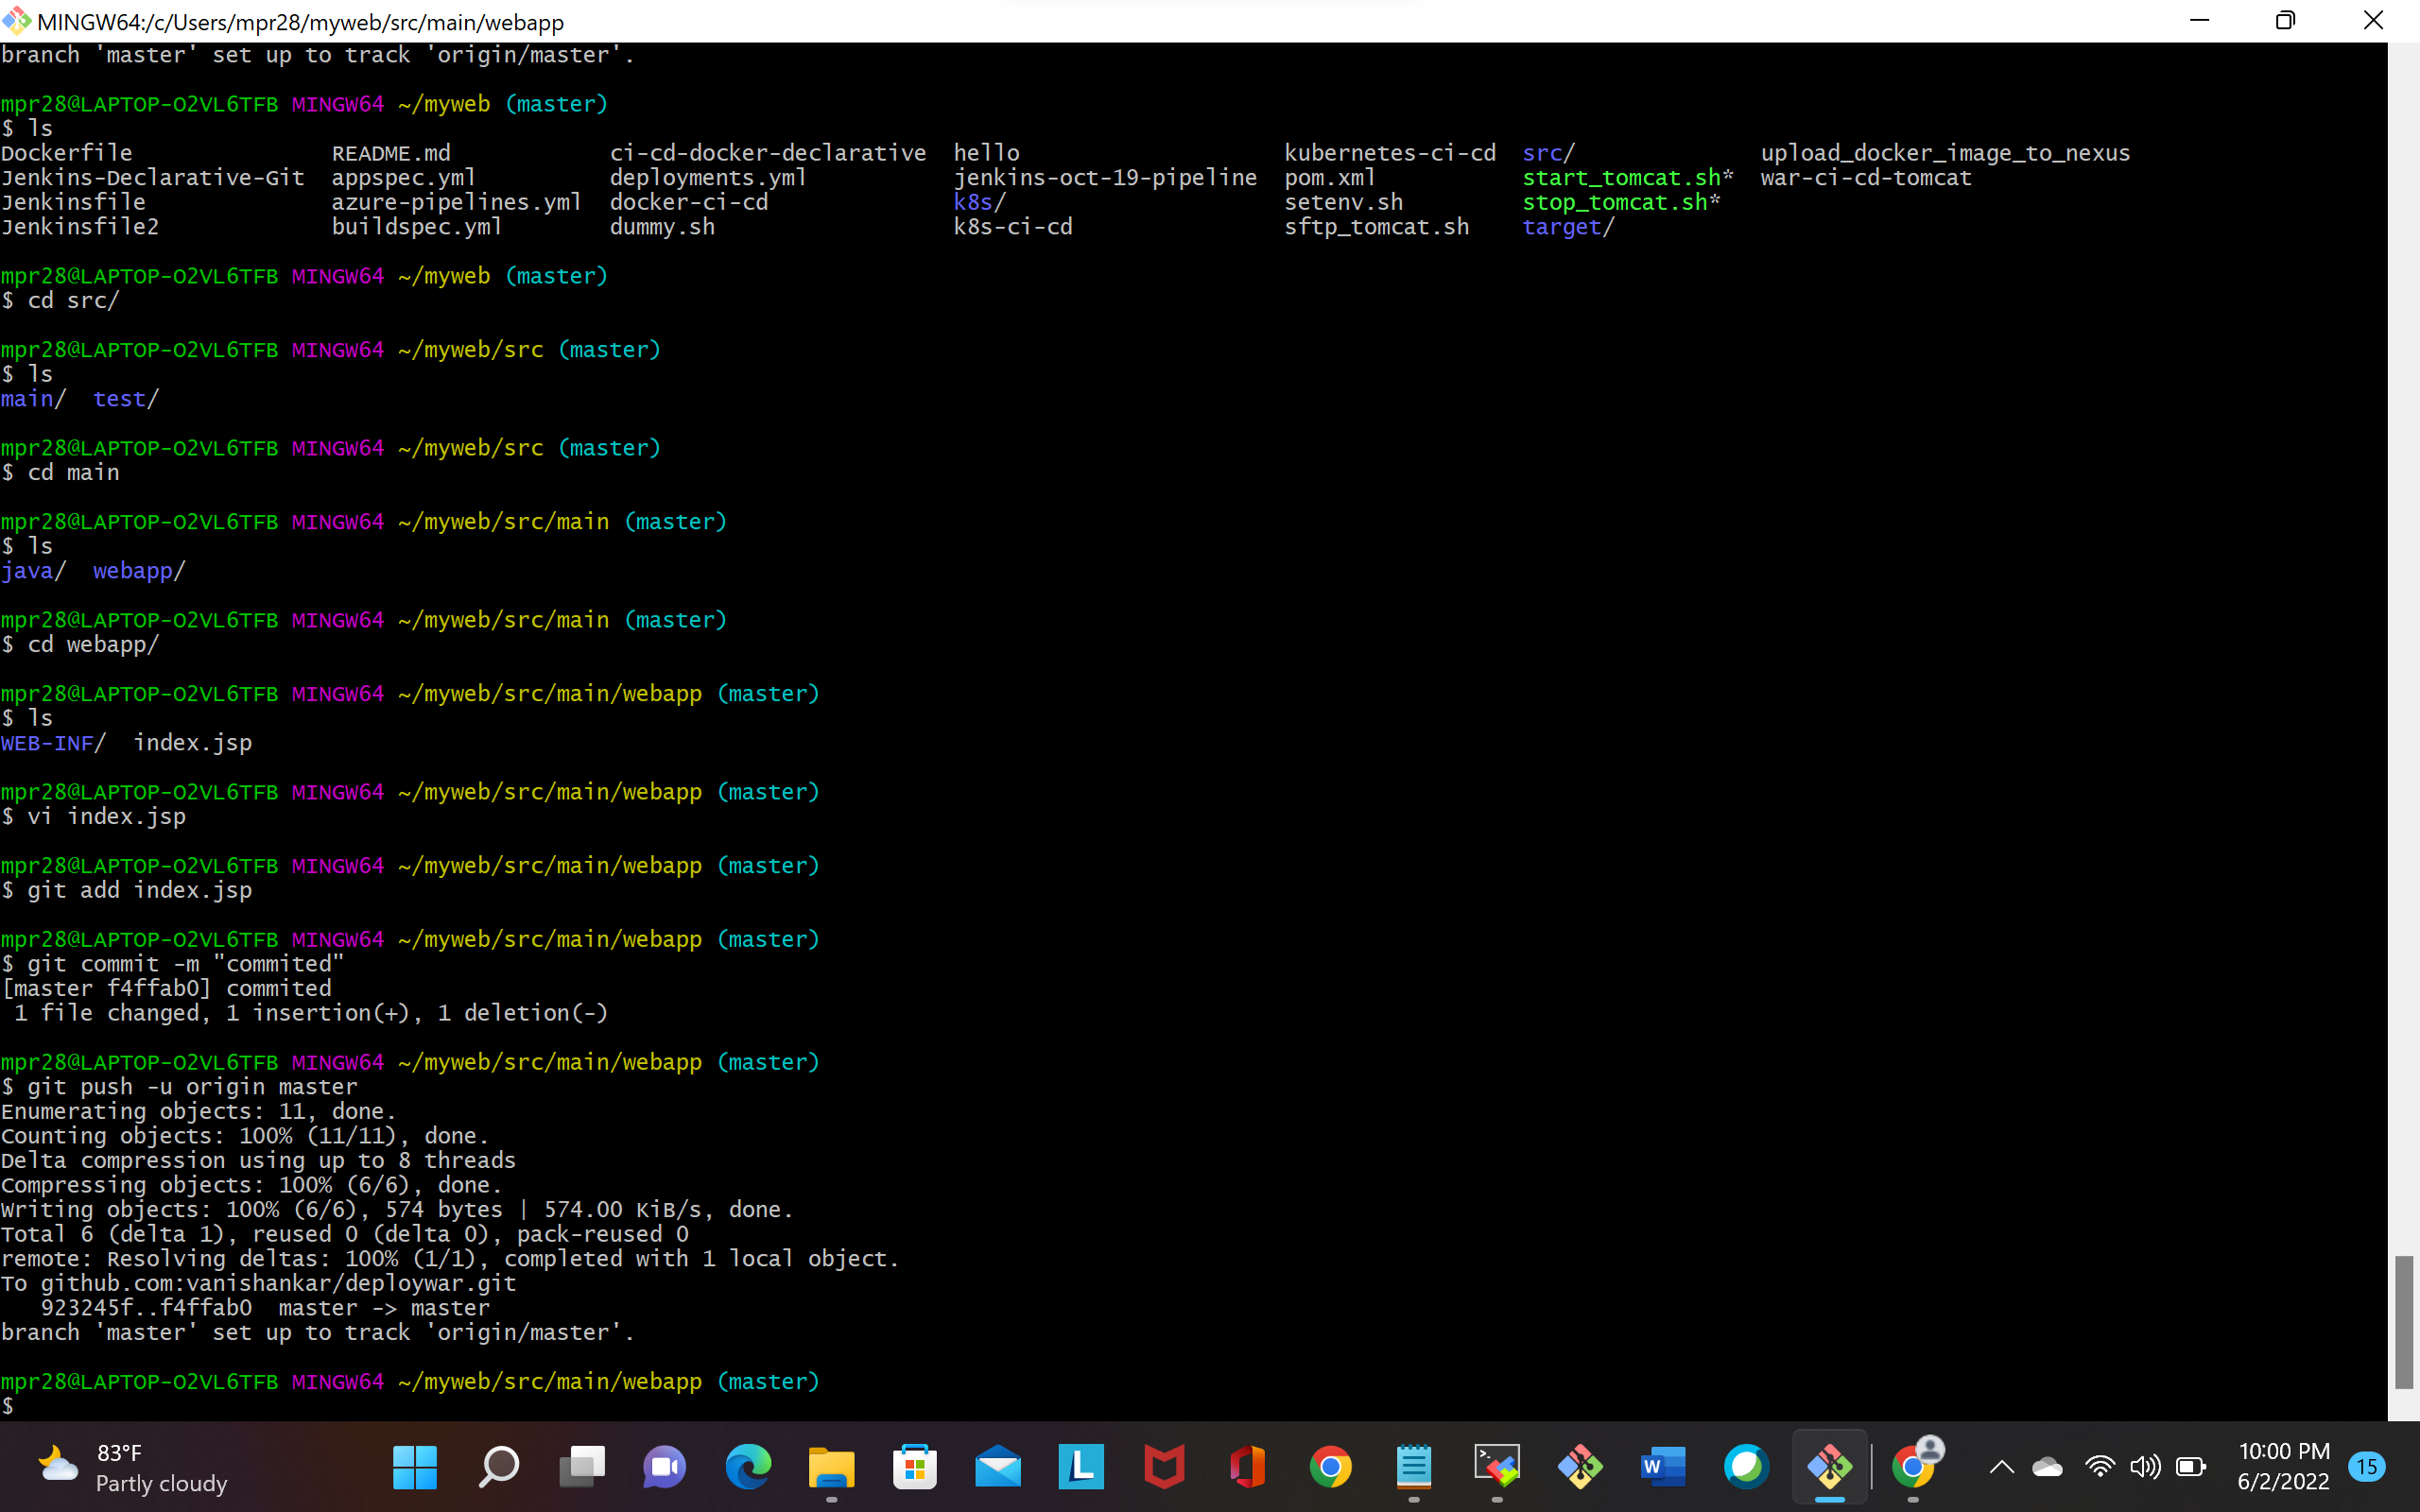 MINGW64:/c/Users/mpr28/myweb/src/main/webapp
branch 'master' set up to track 'origin/master'.
mpr28@LAPTOP-O2VL6TFB MINGW64 ~/myweb (master)
$ ls
Dockerfile README.md ci-cd-docker-declarative hello kubernetes-ci-cd src/ upload_docker_image_to_nexus
Jenkins-Declarative-Git appspec.yml deployments.yml jenkins-oct-19-pipeline pom.xml start_tomcat.sh* war-ci-cd-tomcat
Jenkinsfile azure-pipelines.yml docker-ci-cd k8s/ setenv.sh stop_tomcat.sh*
Jenkinsfile2 buildspec.yml dummy.sh k8s-ci-cd sftp_tomcat.sh target/
mpr28@LAPTOP-O2VL6TFB MINGW64 ~/myweb (master)
$ cd src/
mpr28@LAPTOP-O2VL6TFB MINGW64 ~/myweb/src (master)
$ ls
main/ test/
mpr28@LAPTOP-O2VL6TFB MINGW64 ~/myweb/src (master)
$ cd main
mpr28@LAPTOP-O2VL6TFB MINGW64 ~/myweb/src/main (master)
$ ls
java/ webapp/
mpr28@LAPTOP-O2VL6TFB MINGW64 ~/myweb/src/main (master)
$ cd webapp/
mpr28@LAPTOP-O2VL6TFB MINGW64 ~/myweb/src/main/webapp (master)
$ ls
WEB-INF/ index.jsp
mpr28@LAPTOP-O2VL6TFB MINGW64 ~/myweb/src/main/webapp (master)
$ vi index.jsp
mpr28@LAPTOP-O2VL6TFB MINGW64 ~/myweb/src/main/webapp (master)
$ git add index.jsp
mpr28@LAPTOP-O2VL6TFB MINGW64 ~/myweb/src/main/webapp (master)
$ git commit -m "commited"
[master f4ffab0] commited
1 file changed, 1 insertion(+), 1 deletion(-)
mpr28@LAPTOP-O2VL6TFB MINGW64 ~/myweb/src/main/webapp (master)
$ git push -u origin master
Enumerating objects: 11, done.
Counting objects: 100% (11/11), done.
Delta compression using up to 8 threads
Compressing objects: 100% (6/6), done.
Writing objects: 100% (6/6), 574 bytes | 574.00 KiB/s, done.
Total 6 (delta 1), reused 0 (delta 0), pack-reused 0
remote: Resolving deltas: 100% (1/1), completed with 1 local object.
To github.com:vanishankar/deploywar.git
923245f..f4ffab0 master -> master
branch 'master' set up to track 'origin/master'.
mpr28@LAPTOP-O2VL6TFB MINGW64 ~/myweb/src/main/webapp (master)
$
83°F
Partly cloudy
L
W
10:00 PM
6/2/2022
15